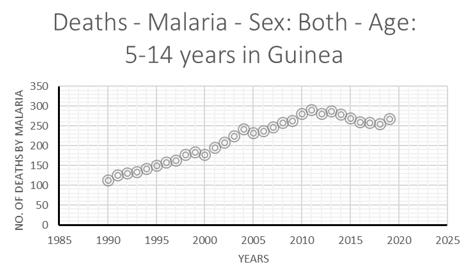 Deaths - Malaria - Sex: Both - Age:
5-14 years in Guinea
NO. OF DEATHS BY MALARIA
350
300
250
200
150
100
50
0
1985 1990 1995 2000 2005 2010 2015 2020 2025
YEARS